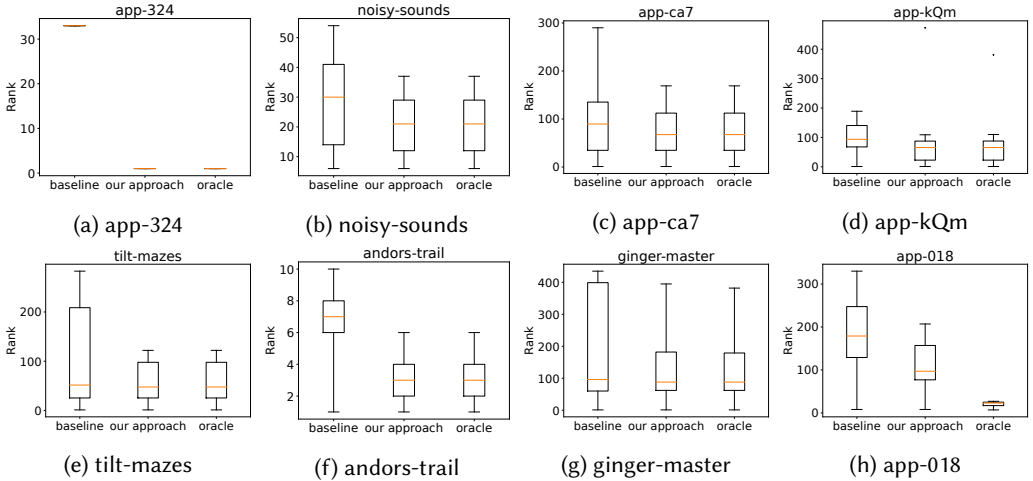 app-324
Rank
30
20
10
0
baseline our approach oracle
(a) app-324
noisy-sounds
Rank
50
40
30
20
10
baseline our approach oracle
(b) noisy-sounds
app-ca7
Rank
300
200
100
0
baseline our approach oracle
(c) app-ca7
app-kQm
Rank
400
300
200
100
0
baseline our approach oracle
(d) app-kQm
tilt-mazes
Rank
200
100
0
baseline our approach oracle
(e) tilt-mazes
andors-trail
Rank
10
8
6
4
2
baseline our approach oracle
(f) andors-trail
ginger-master
Rank
400
300
200
100
0
baseline our approach oracle
(g) ginger-master
app-018
Rank
300
200
100
0
baseline our approach oracle
(h) app-018